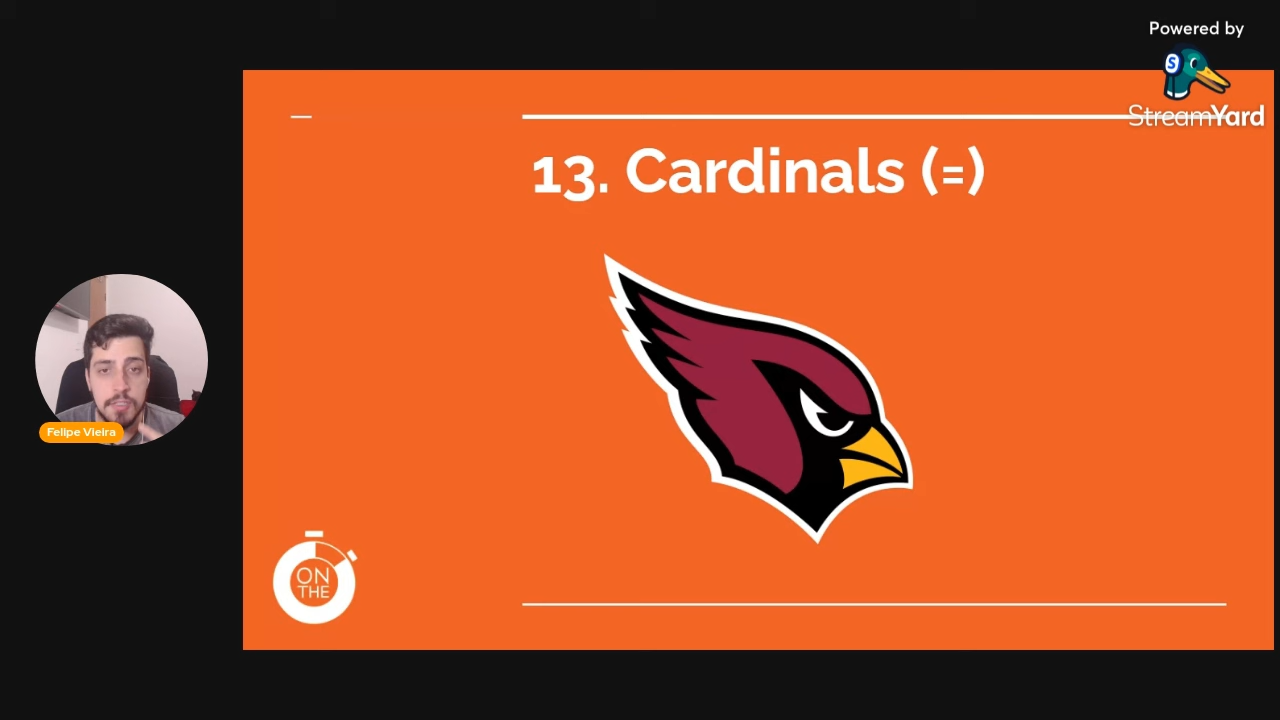 Powered by
S
StreamYard
13. Cardinals (=)
Felipe Vieira
ON
THE